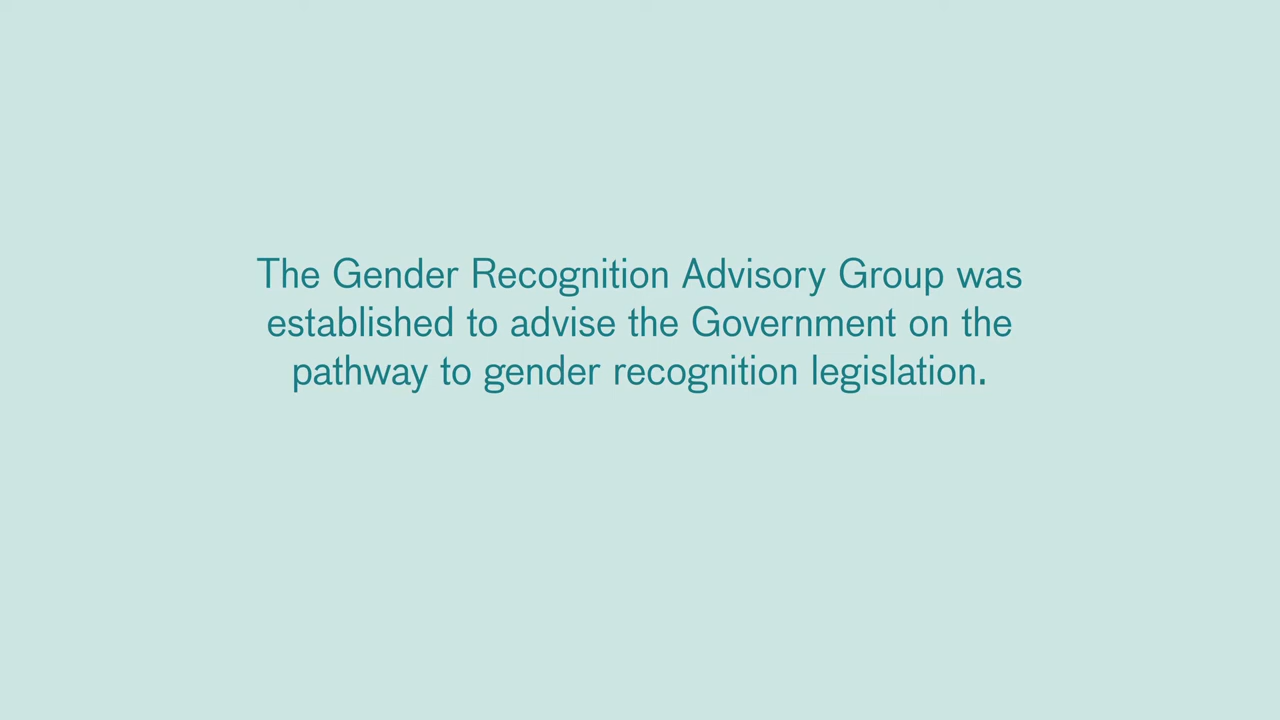 The Gender Recognition Advisory Group was
established to advise the Government on the
pathway to gender recognition legislation.